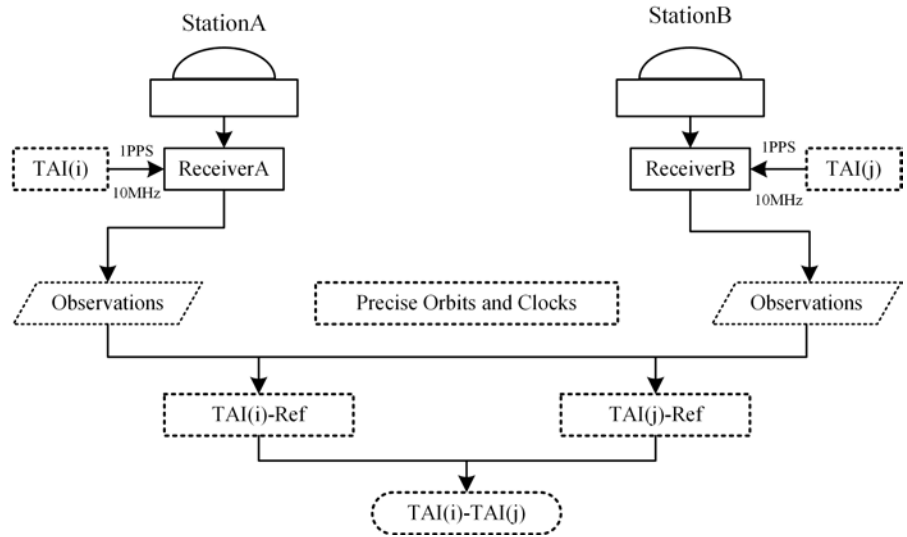 StationA
StationB
TAI(i)
1PPS
10MHz
ReceiverA
ReceiverB
1PPS
10MHz
TAI(j)
Observations
Precise Orbits and Clocks
Observations
TAI(i)-Ref
TAI(j)-Ref
TAI(i)-TAI(j)